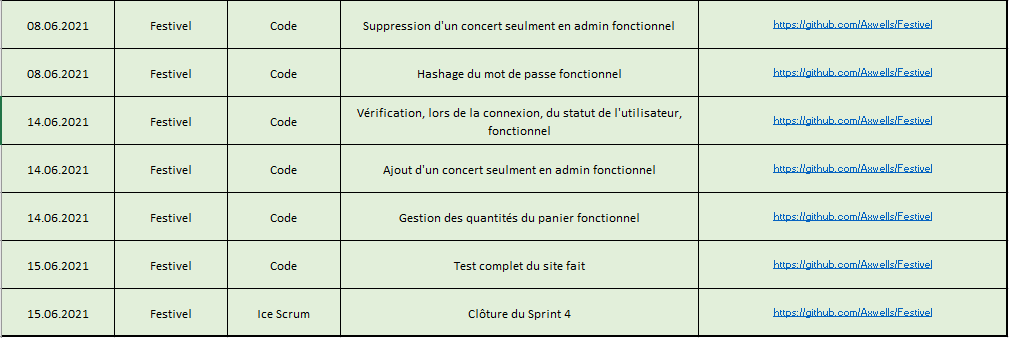 08.06.2021 Festivel Code Suppression d'un concert seulment en admin fonctionnel https://github.com/Axwells/Festivel
08.06.2021 Festivel Code Hashage du mot de passe fonctionnel https://github.com/Axwells/Festivel
14.06.2021 Festivel Code Vérification, lors de la connexion, du statut de l'utilisateur,
fonctionnel https://github.com/Axwells/Festivel
14.06.2021 Festivel Code Ajout d'un concert seulment en admin fonctionnel https://github.com/Axwells/Festivel
14.06.2021 Festivel Code Gestion des quantités du panier fonctionnel https://github.com/Axwells/Festivel
15.06.2021 Festivel Code Test complet du site fait https://github.com/Axwells/Festivel
15.06.2021 Festivel Ice Scrum Clôture du Sprint 4 https://github.com/Axwells/Festivel